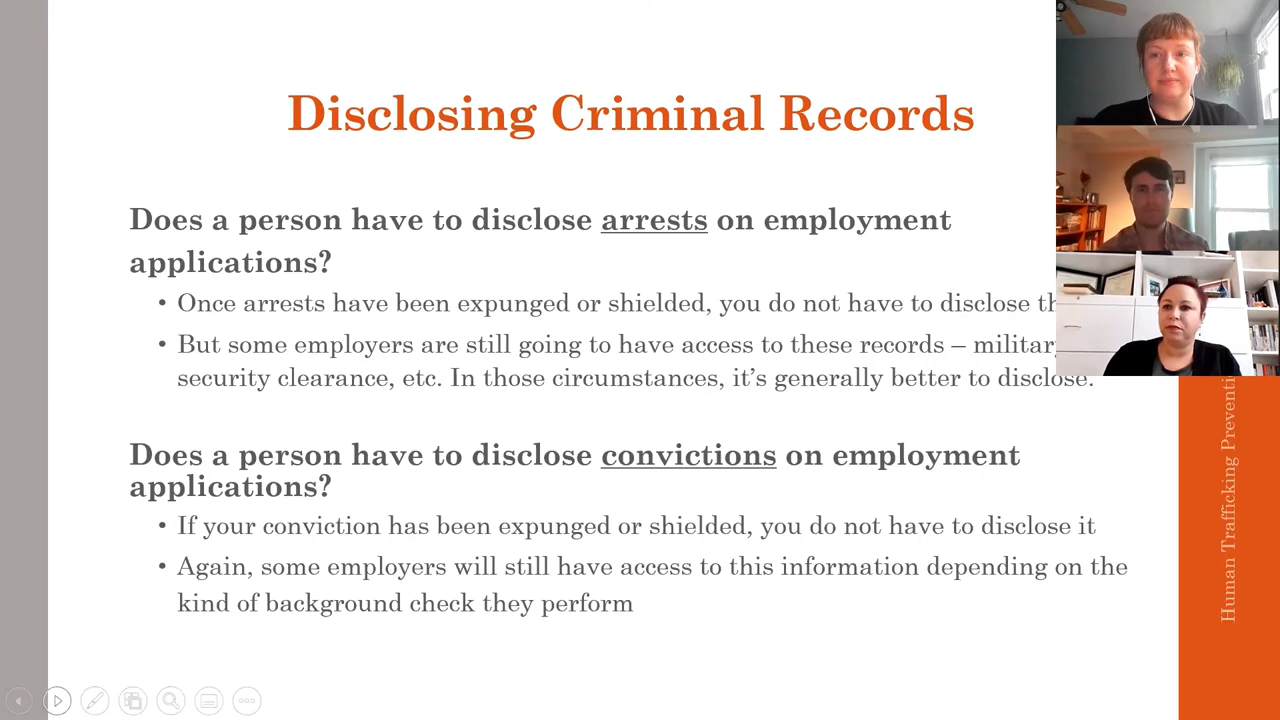 Disclosing Criminal Records
Does a person have to disclose arrests on employment
applications?
• Once arrests have been expunged or shielded, you do not have to disclose
• But some employers are still going to have access to these records –
security clearance, etc. In those circumstances, it’s generally better to disclose.
Does a person have to disclose convictions on employment
applications?
• If your conviction has been expunged or shielded, you do not have to disclose it
• Again, some employers will still have access to this information depending on the
kind of background check they perform
Human Trafficking